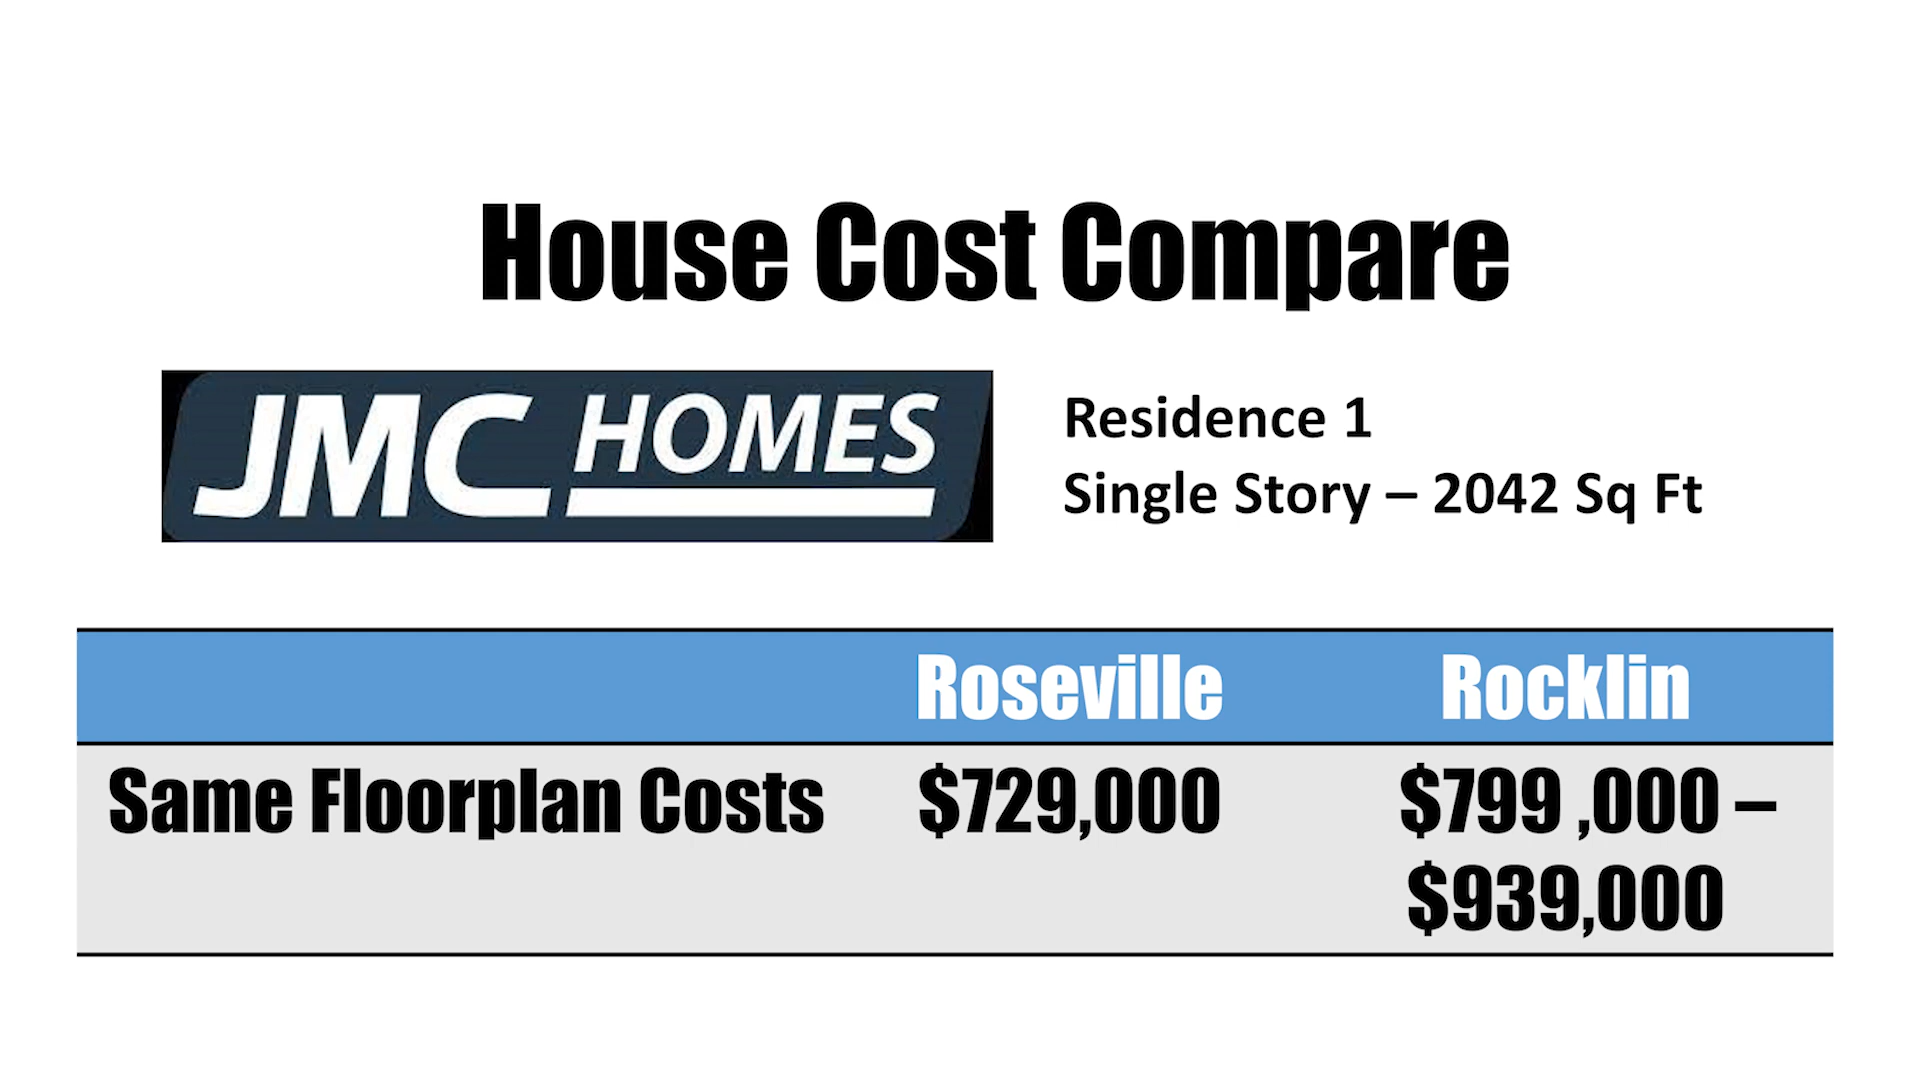 House Cost Compare
JMC HOMES
Residence 1
Single Story – 2042 Sq Ft
Roseville Rocklin
Same Floorplan Costs $729,000 $799 ,000 –
$939,000